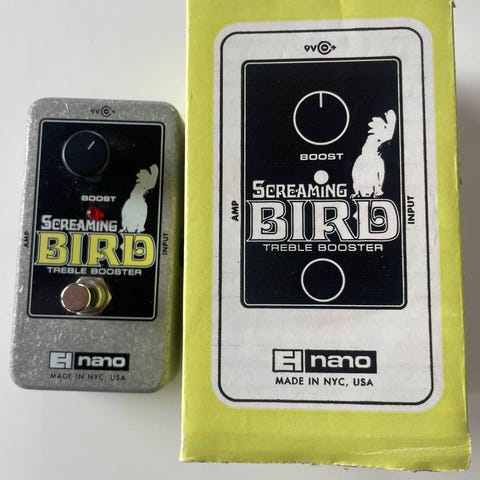 9V
BOOST
SCREAMING
BIRD
TREBLE BOOSTER
AMP
INPUT
EH nano
MADE IN NYC, USA
9V +
BOOST
SCREAMING
BIRD
TREBLE BOOSTER
AMP
INPUT
EH nano
MADE IN NYC, USA